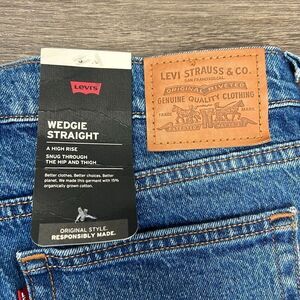 Levi's
WEDGIE
STRAIGHT
A HIGH RISE
SNUG THROUGH
THE HIP AND THIGH
Better clothes. Better choices. Better
planet. We made this garment with 15%
organically grown cotton.
ORIGINAL STYLE.
RESPONSIBLY MADE.
LEVI STRAUSS & CO.
SAN FRANCISCO, CAL.
ORIGINAL RIVETED
GENUINE QUALITY CLOTHING
TRADE MARK